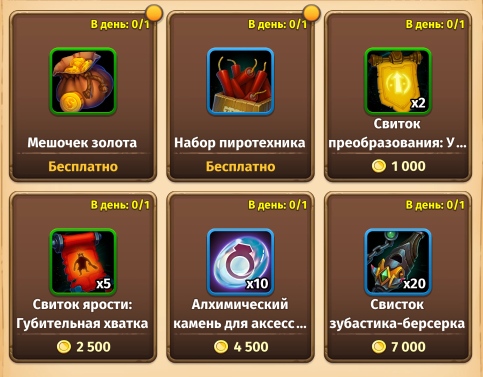 В день: 0/1
Мешочек золота
Бесплатно
В день: 0/1
Набор пиротехника
Бесплатно
В день: 0/1
x2
Свиток
преобразования: У...
1 000
В день: 0/1
x5
Свиток ярости:
Губительная хватка
2 500
В день: 0/1
x10
Алхимический
камень для аксесс...
4 500
В день: 0/1
x20
Свисток
зубастика-берсерка
7 000